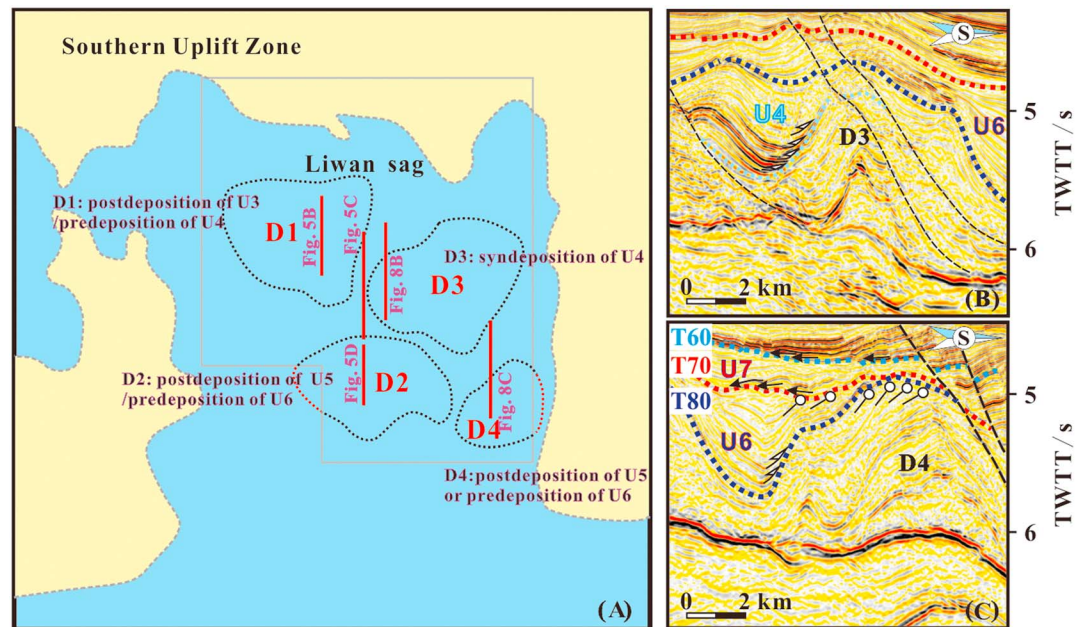 Southern Uplift Zone
Liwan sag
D1: postdeposition of U3
/predeposition of U4
D1
Fig. 5B
Fig. 5C
Fig. 8B
D3: syndeposition of U4
D3
D2: postdeposition of U5
/predeposition of U6
Fig. 5D
D2
Fig. 8C
D4
D4:postdeposition of U5
or predeposition of U6
(A)
S
U4
D3
U6
5
6
TWTT / s
0 2 km
(B)
T60
S
U7
T70
T80
5
U6
D4
6
TWTT / s
0 2 km
(C)